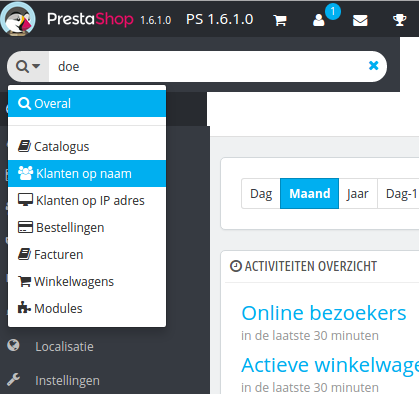 PrestaShop 1.6.1.0 PS 1.6.1.0 1
doe
Overal
Catalogus
Klanten op naam
Klanten op IP adres
Bestellingen
Facturen
Winkelwagens
Modules
Localisatie
Instellingen
Dag Maand Jaar Dag-1
ACTIVITEITEN OVERZICHT
Online bezoekers
in de laatste 30 minuten
Actieve winkelwage
in de laatste 30 minuten